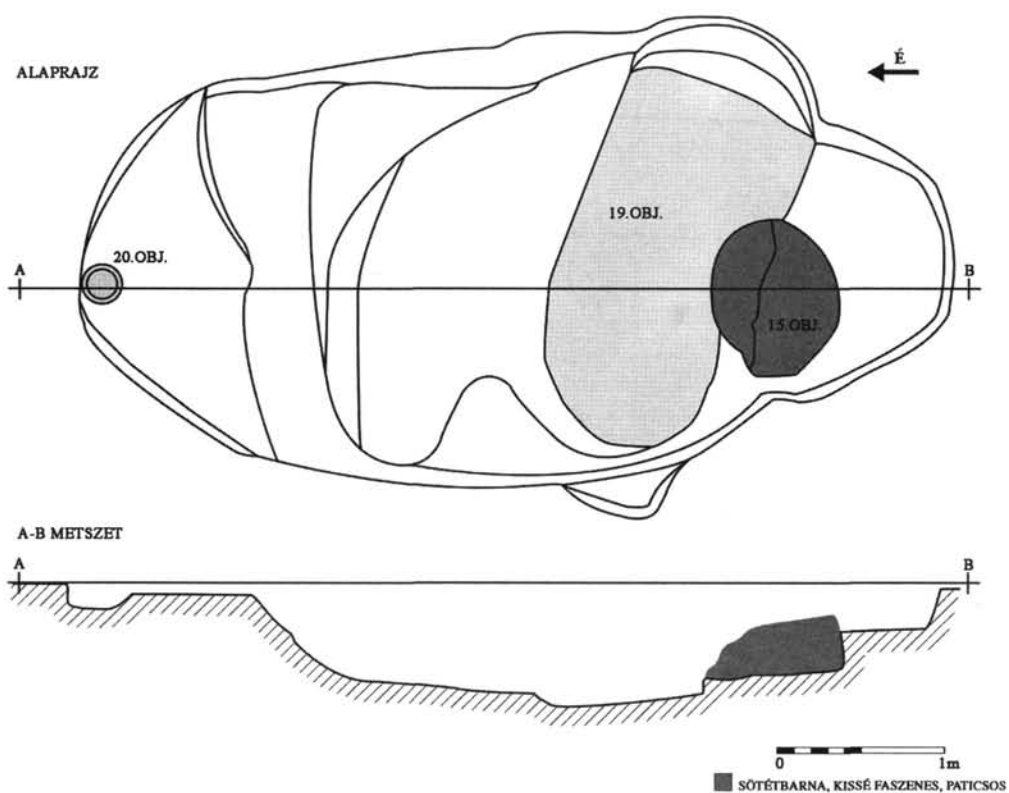 ALAPRAJZ
É
19.OBJ.
20.OBJ.
A
B
15.OBJ.
A-B METSZET
A
B
0
1m
SÖTÉTBARNA, KISSÉ FASZENES, PATICSOS